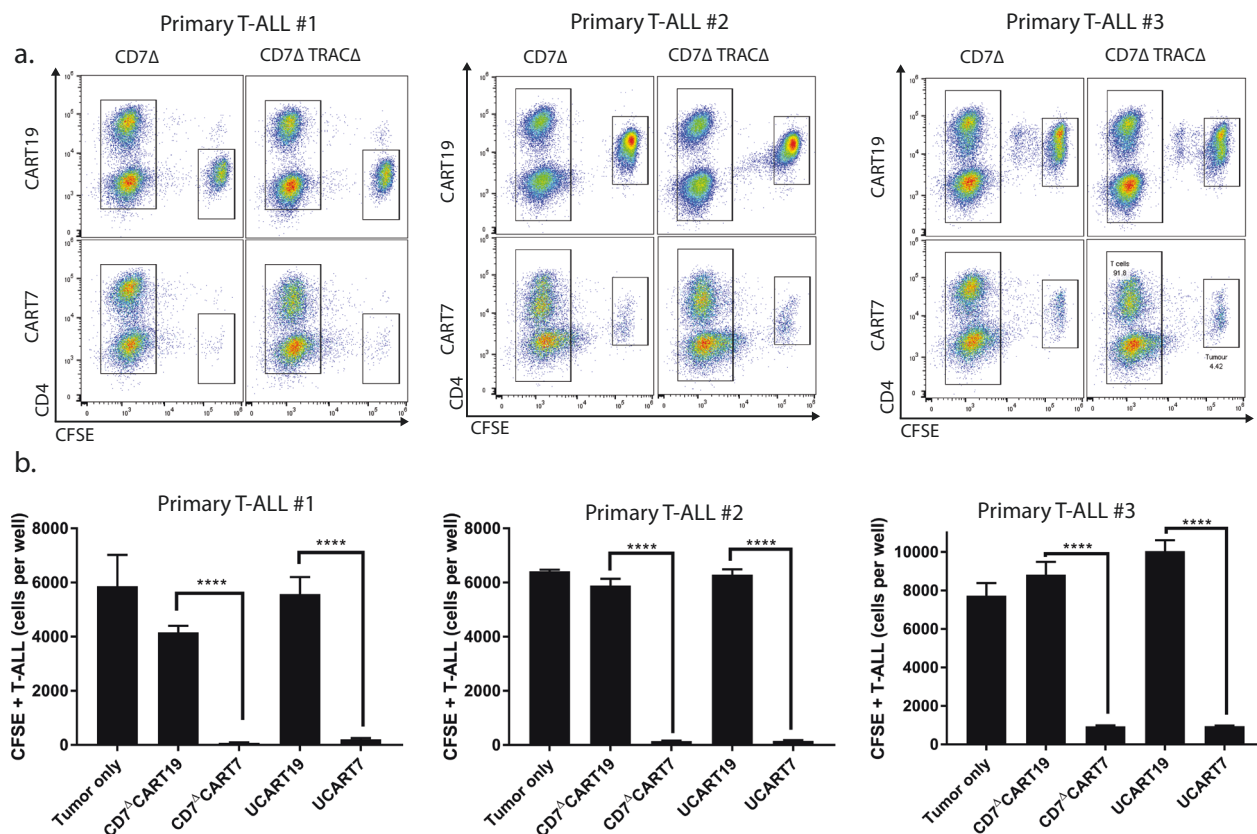 Primary T-ALL #1
Primary T-ALL #2
Primary T-ALL #3
a.
CD7Δ
CD7Δ TRACΔ
CD7Δ
CD7Δ TRACΔ
CD7Δ
CD7Δ TRACΔ
CART19
CART19
CART19
CART7
CART7
CART7
T cells
91.8
Tumour
4.42
CD4
CD4
CD4
CFSE
CFSE
CFSE
b.
Primary T-ALL #1
CFSE + T-ALL (cells per well)
8000
6000
4000
2000
0
****
****
Tumor only
CD7ΔCART19
CD7ΔCART7
UCART19
UCART7
Primary T-ALL #2
CFSE + T-ALL (cells per well)
8000
6000
4000
2000
0
****
****
Tumor only
CD7ΔCART19
CD7ΔCART7
UCART19
UCART7
Primary T-ALL #3
CFSE + T-ALL (cells per well)
10000
8000
6000
4000
2000
0
****
****
Tumor only
CD7ΔCART19
CD7ΔCART7
UCART19
UCART7